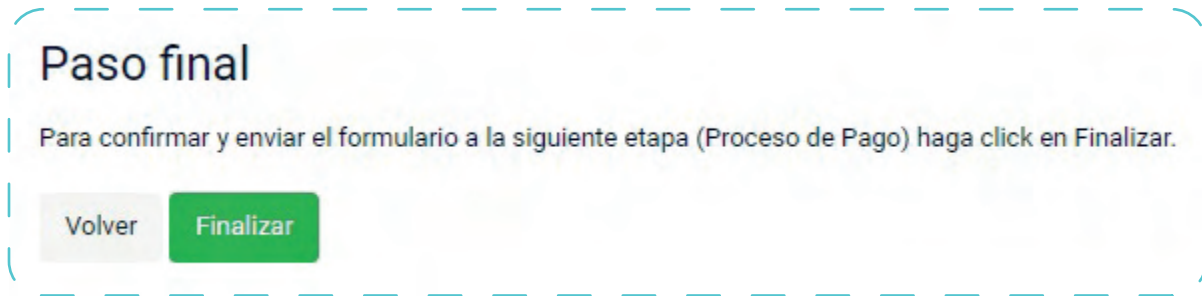 Paso final
Para confirmar y enviar el formulario a la siguiente etapa (Proceso de Pago) haga click en Finalizar.
Volver
Finalizar